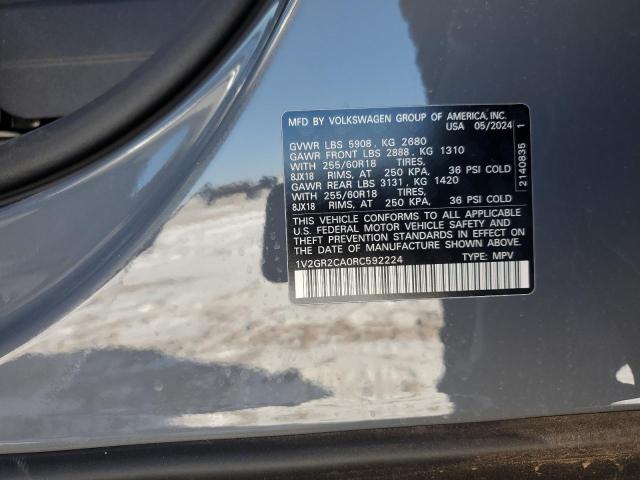 MFD BY VOLKSWAGEN GROUP OF AMERICA, INC.
USA 05/2024
GVWR LBS 5908, KG 2680
GAWR FRONT LBS 2888, KG 1310
WITH 255/60R18 TIRES,
8JX18 RIMS, AT 250 KPA, 36 PSI COLD
GAWR REAR LBS 3131, KG 1420
WITH 255/60R18 TIRES,
8JX18 RIMS, AT 250 KPA, 36 PSI COLD
THIS VEHICLE CONFORMS TO ALL APPLICABLE
U.S. FEDERAL MOTOR VEHICLE SAFETY AND
THEFT PREVENTION STANDARDS IN EFFECT ON
THE DATE OF MANUFACTURE SHOWN ABOVE.
1V2GR2CA0RC592224 TYPE: MPV
2140835 1